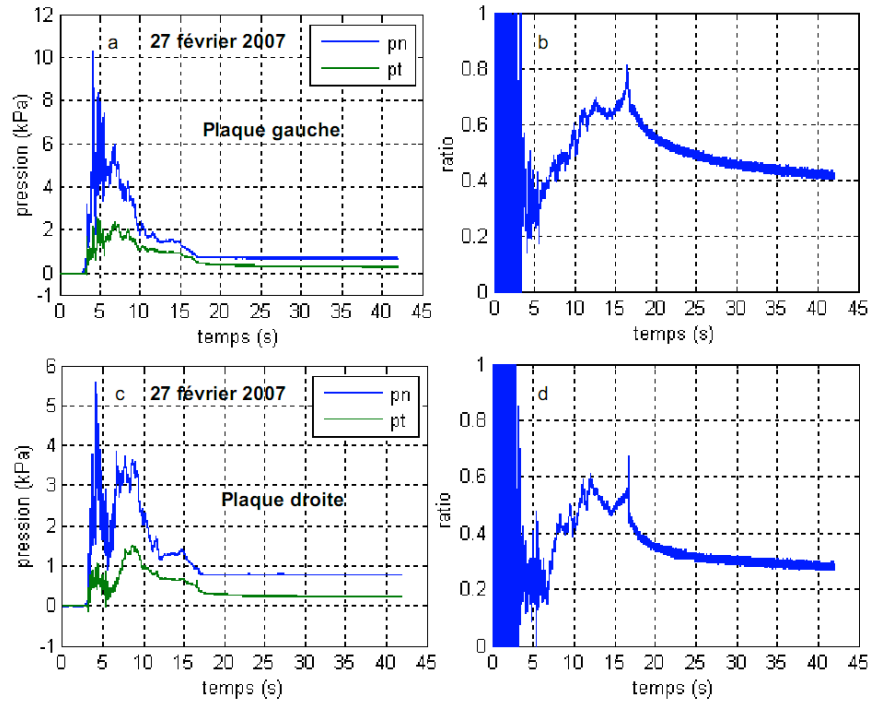 a
27 février 2007
pn
pt
Plaque gauche
pression (kPa)
12
10
8
6
4
2
0
-1
0 5 10 15 20 25 30 35 40 45
temps (s)
b
ratio
1
0.8
0.6
0.4
0.2
0
0 5 10 15 20 25 30 35 40 45
temps (s)
c
27 février 2007
pn
pt
Plaque droite
pression (kPa)
6
5
4
3
2
1
0
-1
0 5 10 15 20 25 30 35 40 45
temps (s)
d
ratio
1
0.8
0.6
0.4
0.2
0
0 5 10 15 20 25 30 35 40 45
temps (s)